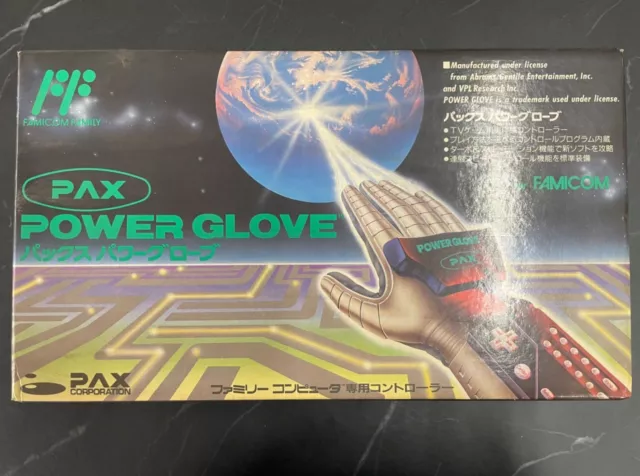 FAMICOM FAMILY
PAX
POWER GLOVE
パックス パワーグローブ
■Manufactured under license
from Abrams/Gentile Entertainment, Inc.
and VPL Research Inc.
POWER GLOVE is a trademark used under license.
パックス パワーグローブ
FAMICOM
POWER GLOVE
PAX
PAX
CORPORATION
ファミリー コンピュータ 専用コントローラー